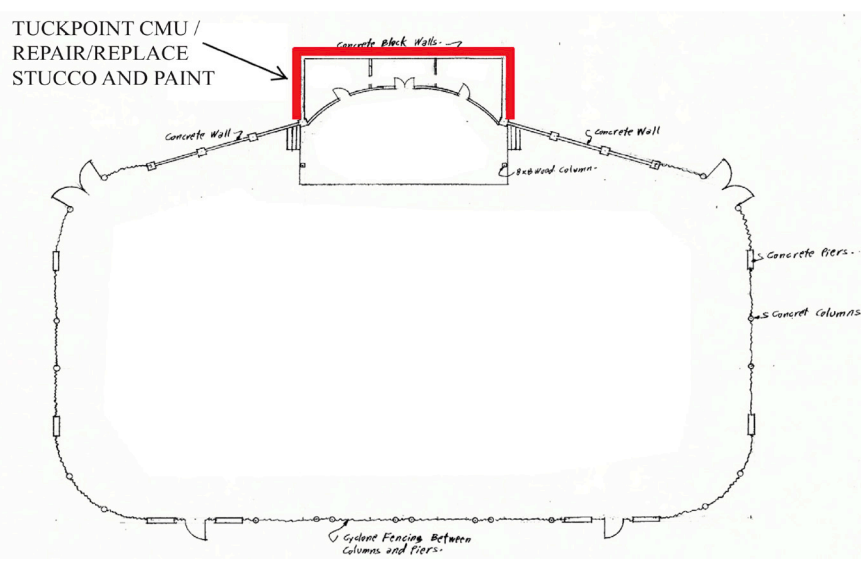 TUCKPOINT CMU /
REPAIR/REPLACE
STUCCO AND PAINT
Concrete Block Walls.
Concrete Wall
Concrete Wall
8x8 Wood Column.
Concrete Piers.
Concret Columns
Cyclone Fencing Between
Columns and Piers.